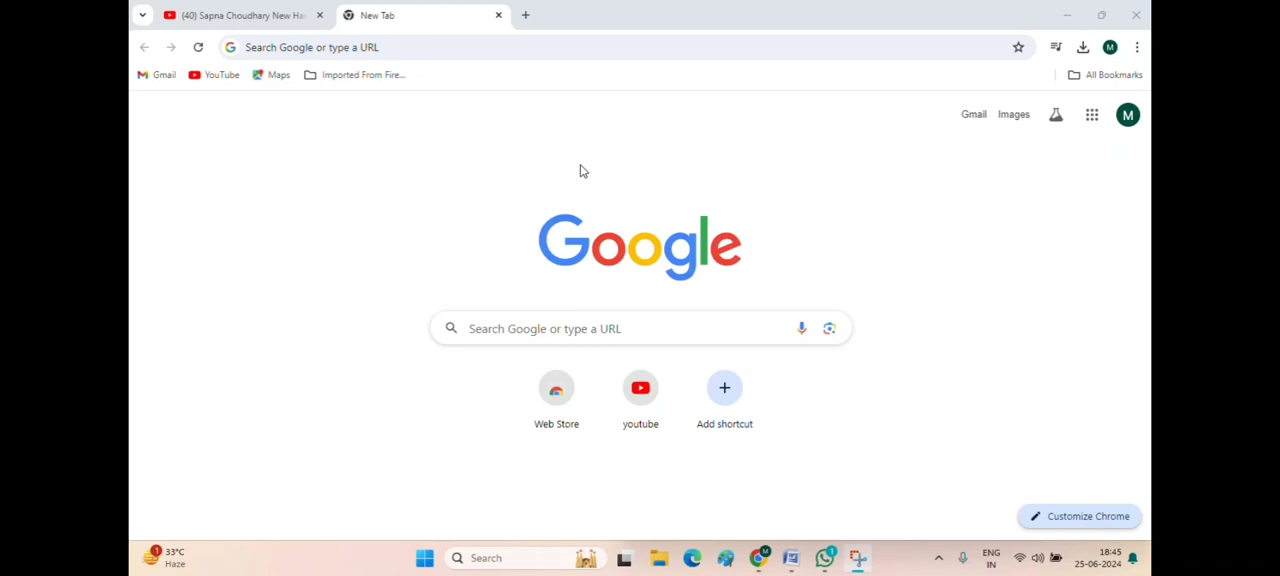 (40) Sapna Choudhary New Ha
New Tab
Search Google or type a URL
M
Gmail
YouTube
Maps
Imported From Fire...
All Bookmarks
Gmail
Images
M
Google
Search Google or type a URL
Web Store
youtube
Add shortcut
Customize Chrome
1
33°C
Haze
Search
M
1
ENG
IN
18:45
25-06-2024